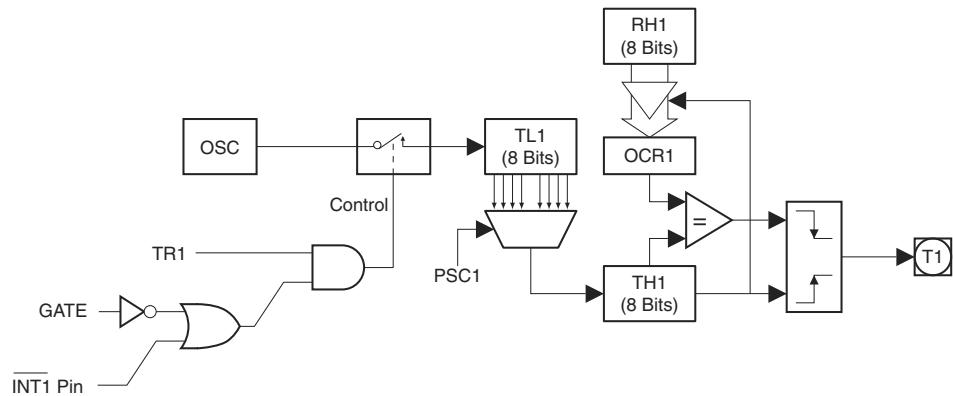 RH1
(8 Bits)
OSC
TL1
(8 Bits)
OCR1
Control
=
TR1
PSC1
T1
TH1
(8 Bits)
GATE
INT1 Pin